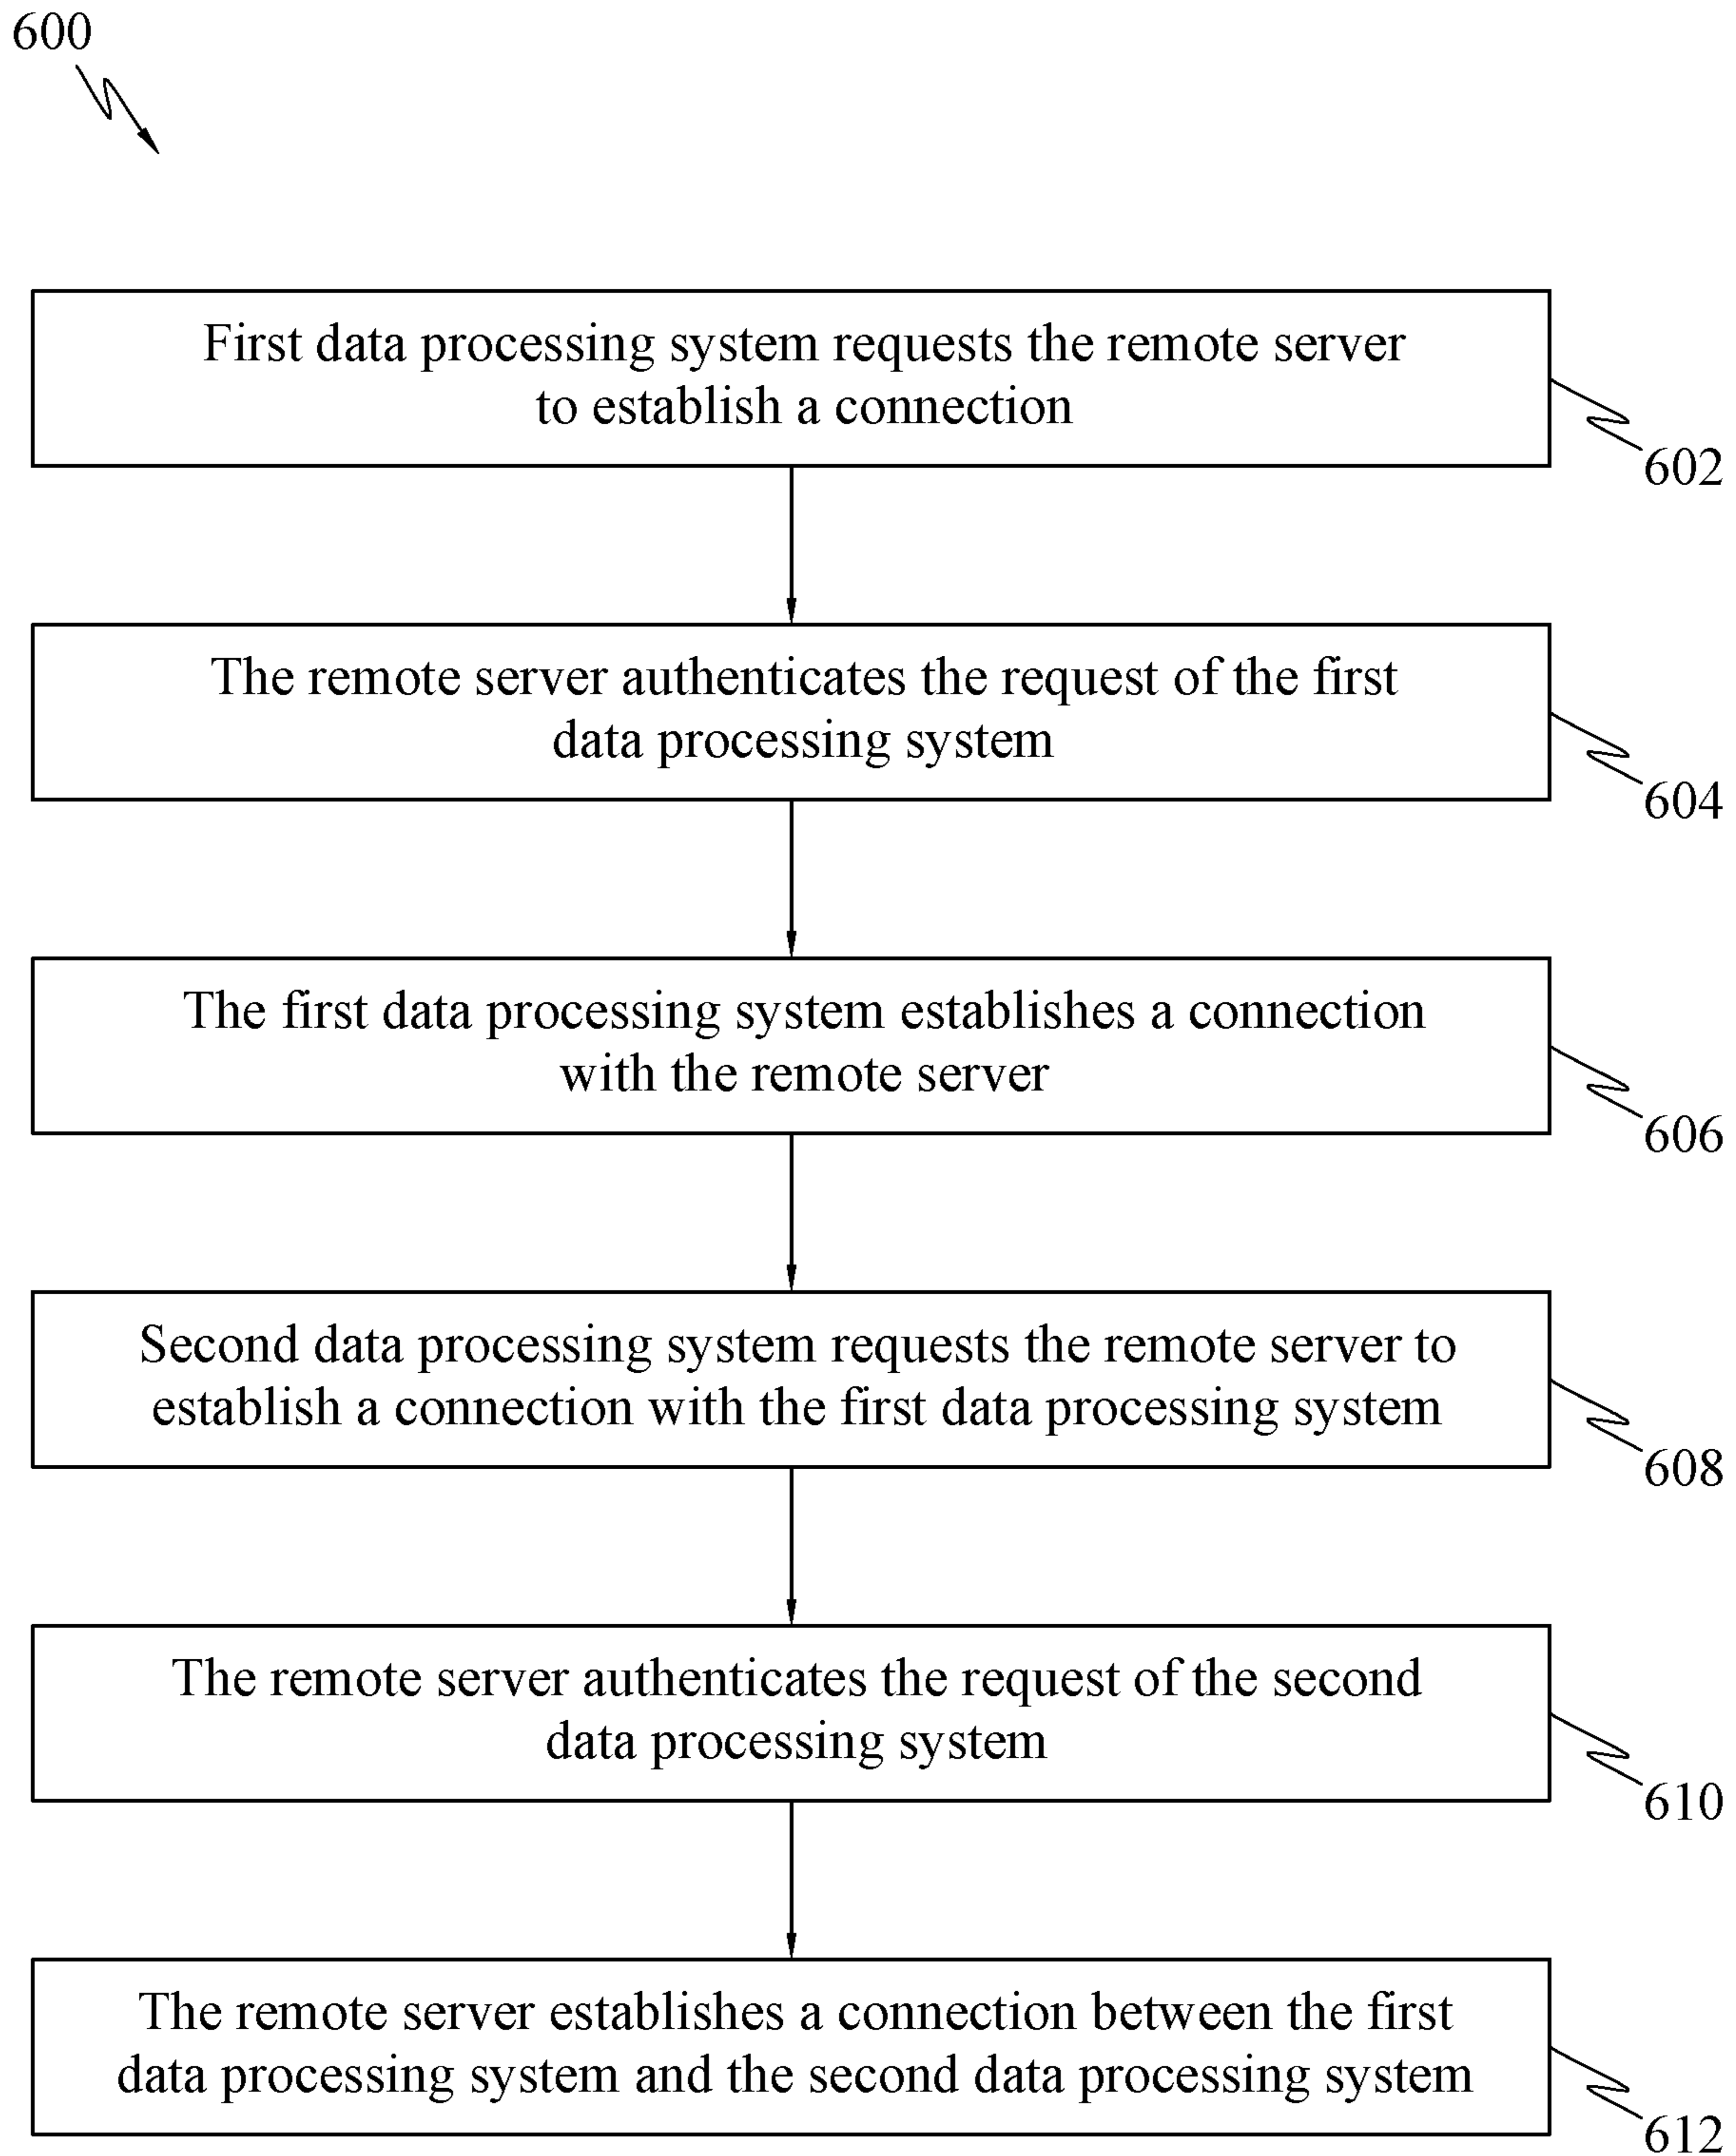 600
First data processing system requests the remote server
to establish a connection
602
The remote server authenticates the request of the first
data processing system
604
The first data processing system establishes a connection
with the remote server
606
Second data processing system requests the remote server to
establish a connection with the first data processing system
608
The remote server authenticates the request of the second
data processing system
610
The remote server establishes a connection between the first
data processing system and the second data processing system
612